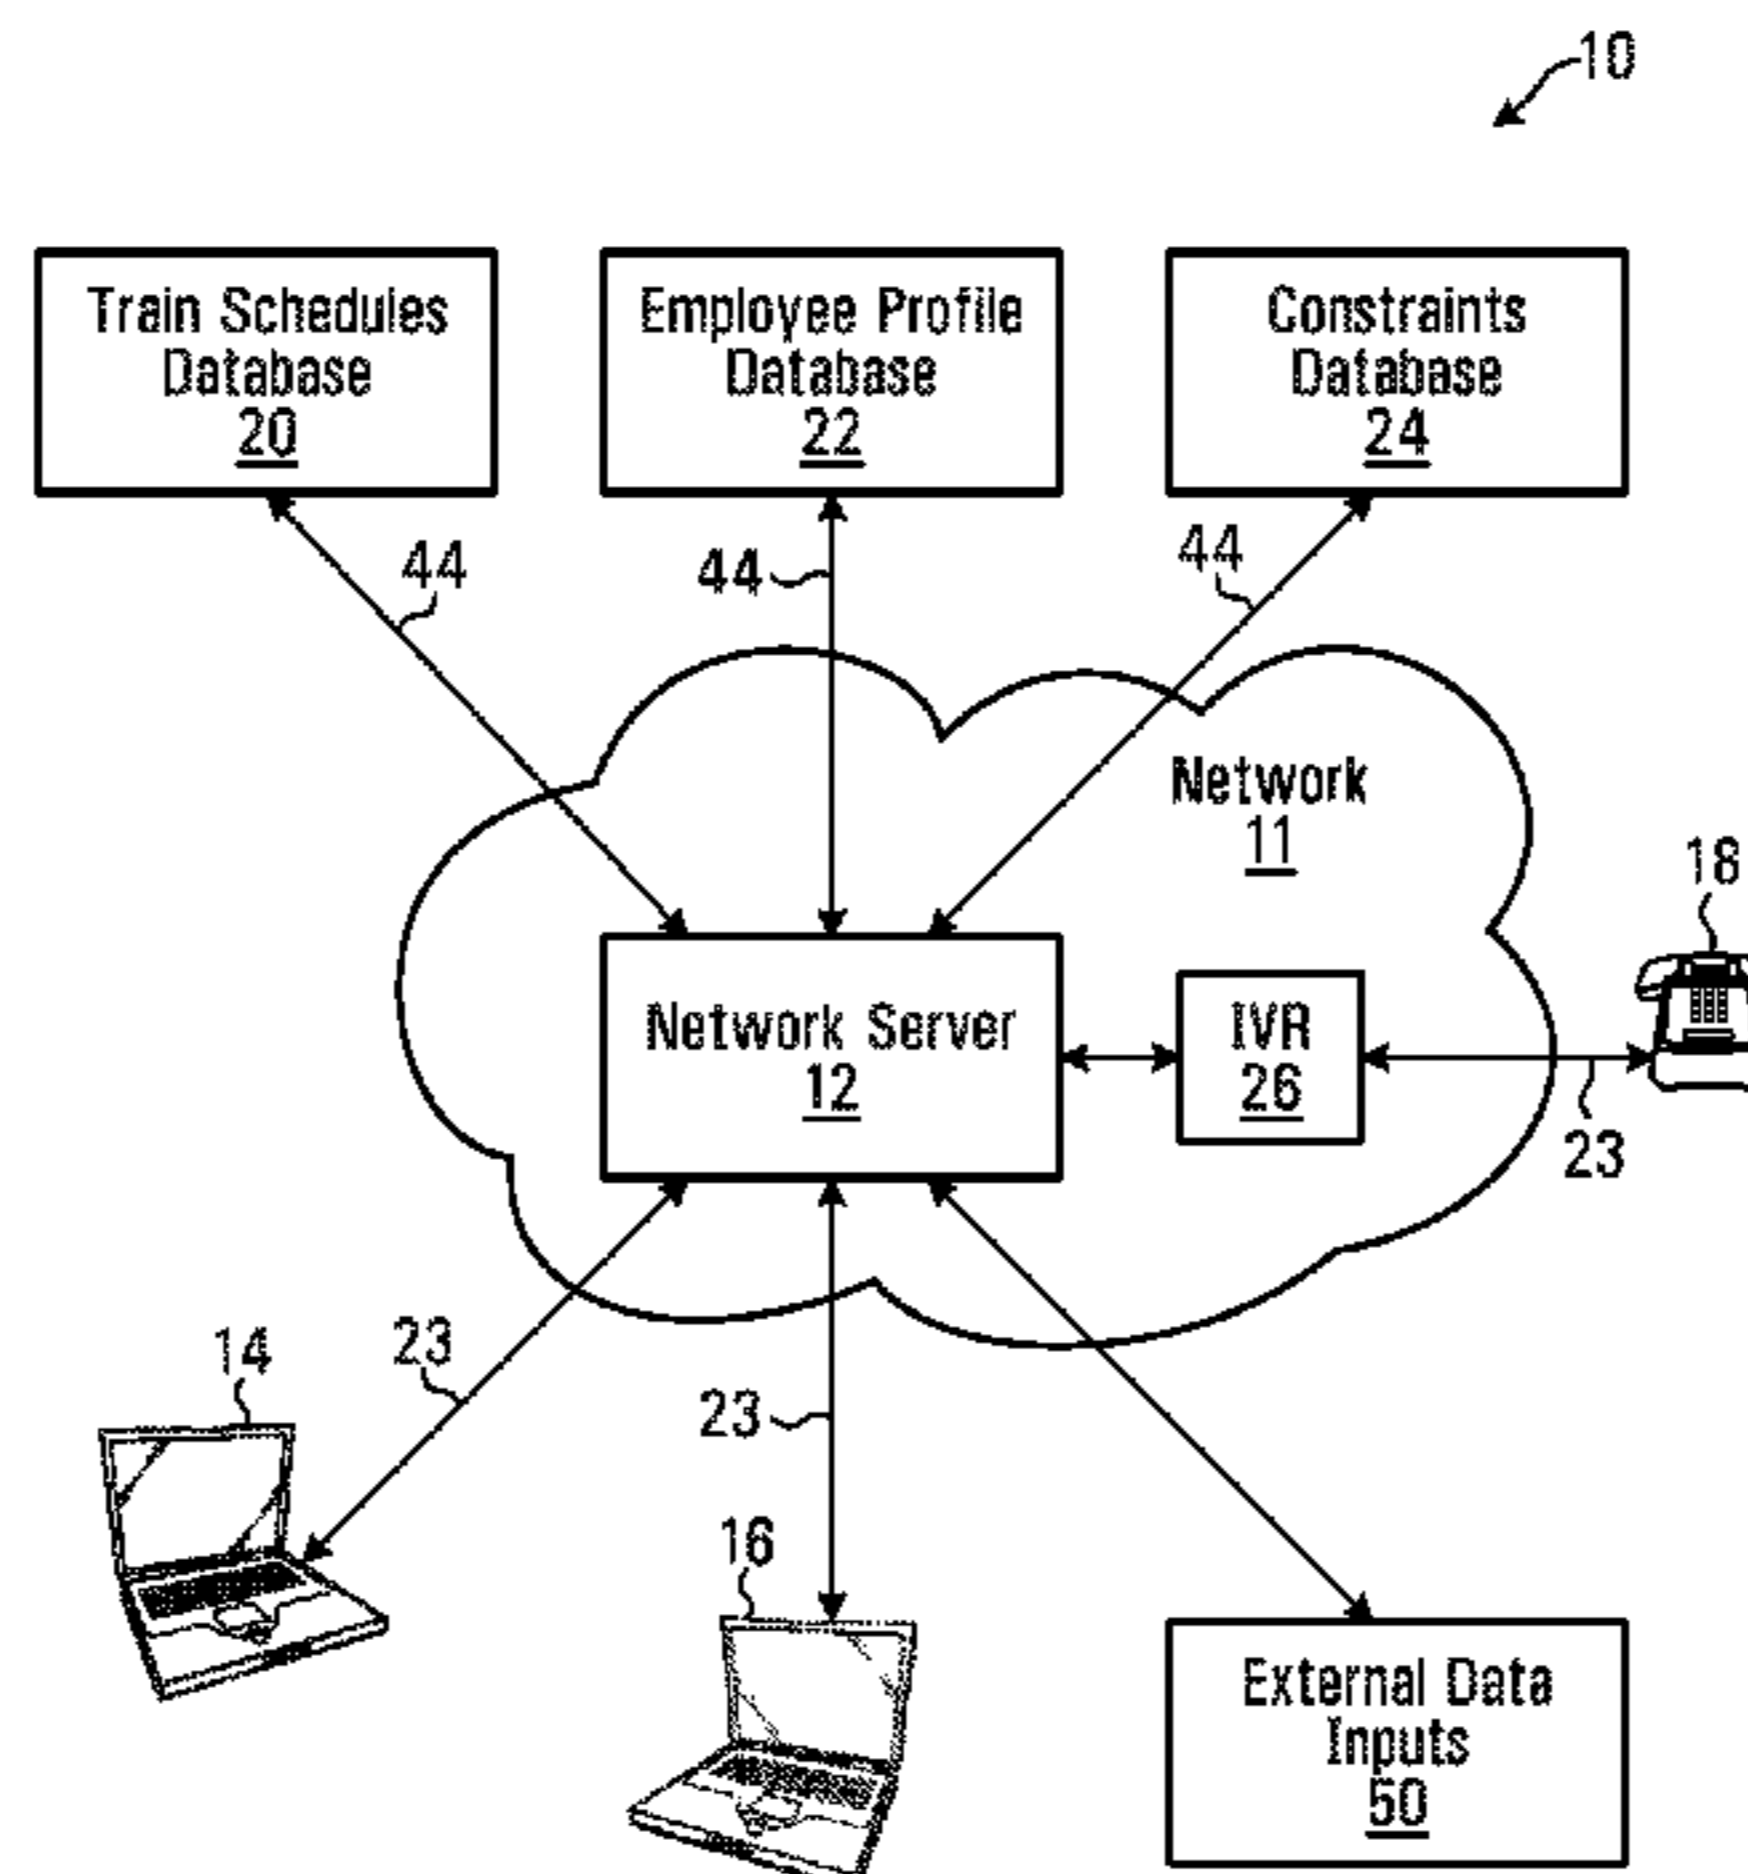 10
Train Schedules
Database
20
Employee Profile
Database
22
Constraints
Database
24
44
44
44
Network
11
18
Network Server
12
IVR
26
23
14
23
23
16
External Data
Inputs
50